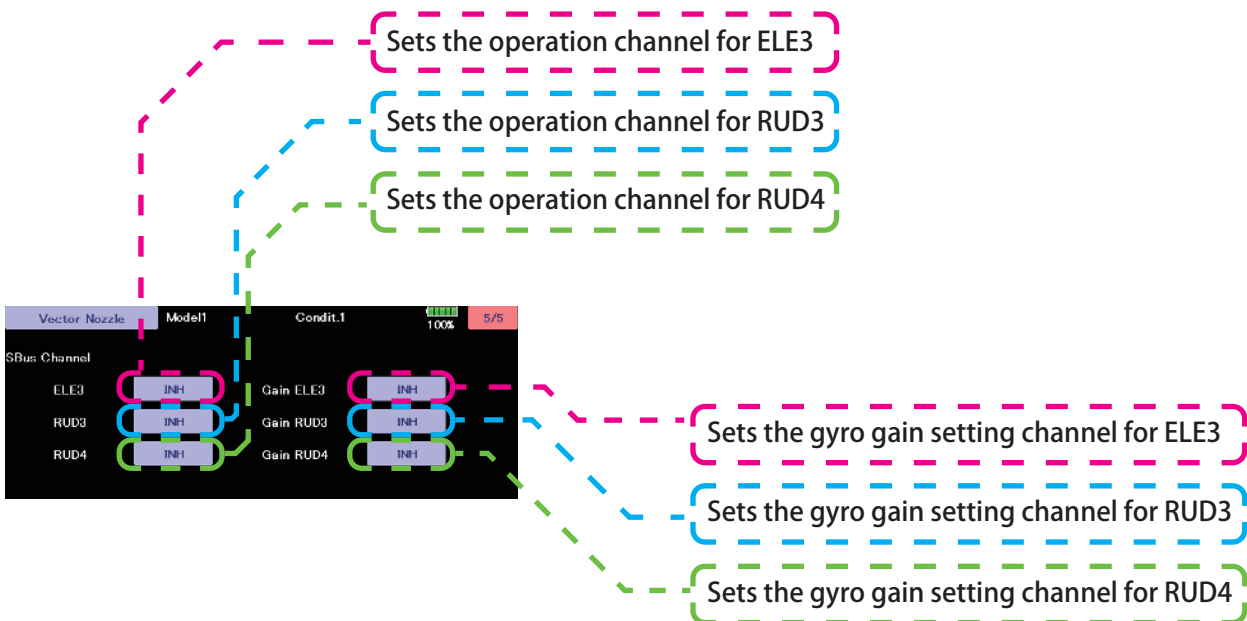 Sets the operation channel for ELE3
Sets the operation channel for RUD3
Sets the operation channel for RUD4
Vector Nozzle Model1 Condit.1 100% 5/5
SBus Channel
ELE3 INH Gain ELE3 INH
RUD3 INH Gain RUD3 INH
RUD4 INH Gain RUD4 INH
Sets the gyro gain setting channel for ELE3
Sets the gyro gain setting channel for RUD3
Sets the gyro gain setting channel for RUD4